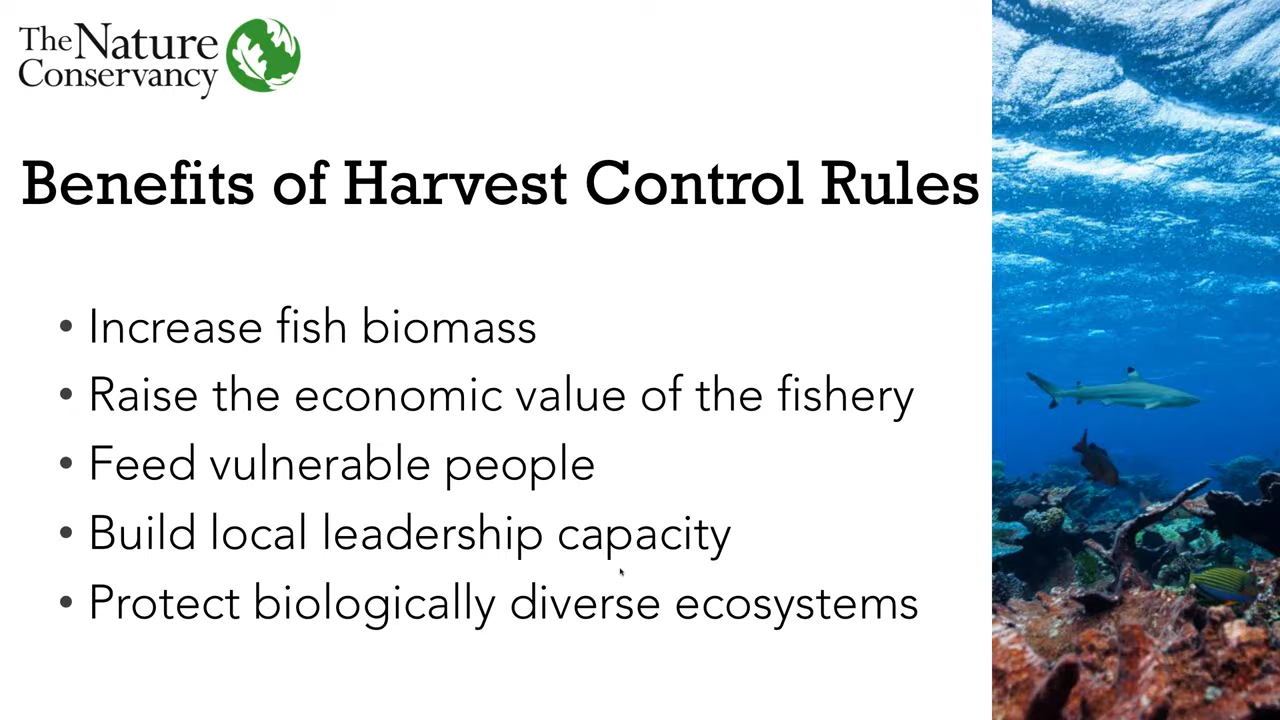 The Nature
Conservancy
Benefits of Harvest Control Rules
• Increase fish biomass
• Raise the economic value of the fishery
• Feed vulnerable people
• Build local leadership capacity
• Protect biologically diverse ecosystems